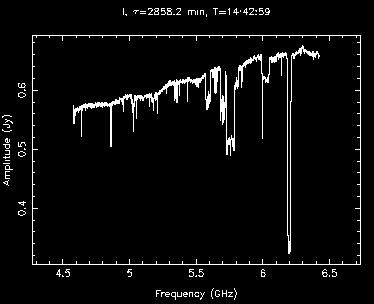 I, τ=2858.2 min, T=14:42:59
Amplitude (Jy)
0.6
0.5
0.4
4.5 5 5.5 6 6.5
Frequency (GHz)